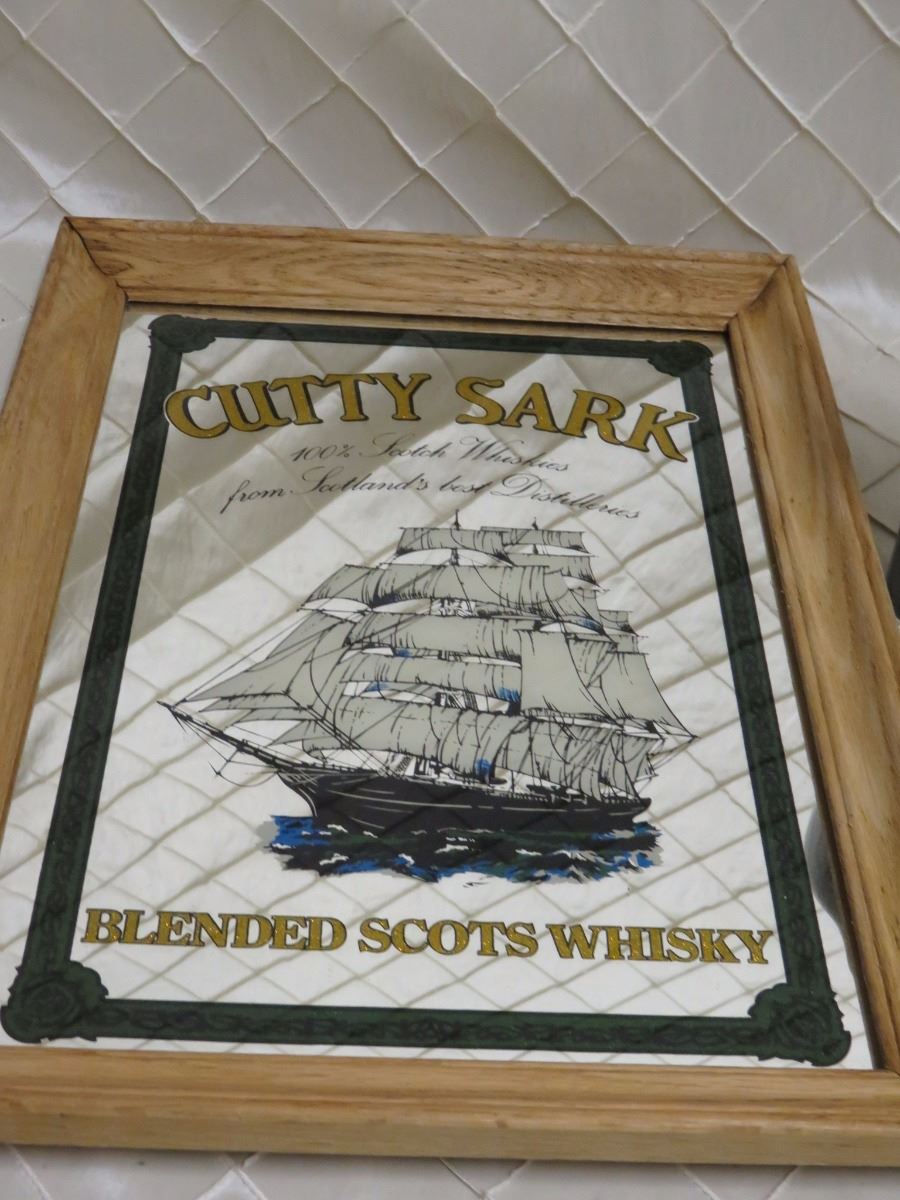 CUTTY SARK
100% Scotch Whiskies
from Scotland's best Distilleries
BLENDED SCOTS WHISKY